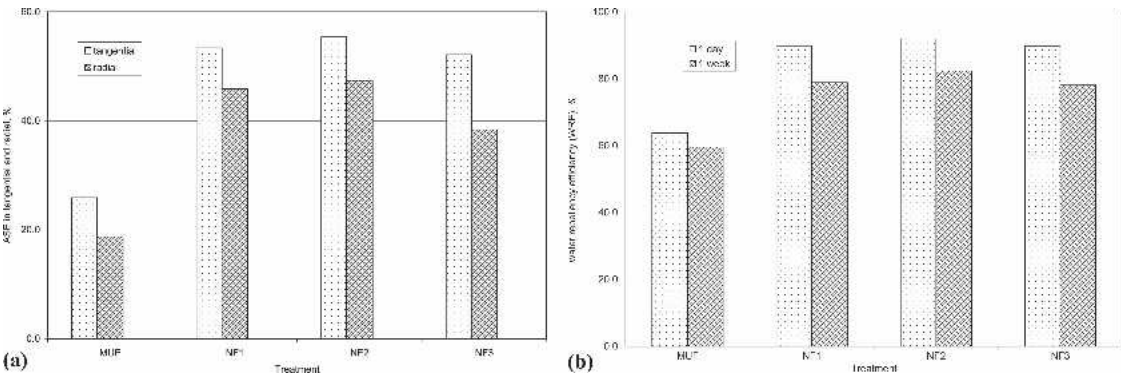 60.0
tangential
radial
40.0
20.0
0.0
ASE in tangential and radial, %
MUF
NF1
NF2
NF3
Treatment
(a)
100.0
1 day
1 week
80.0
60.0
40.0
20.0
00.0
water repellency efficiency (WRE), %
MUF
NF1
NF2
NF3
Treatment
(b)